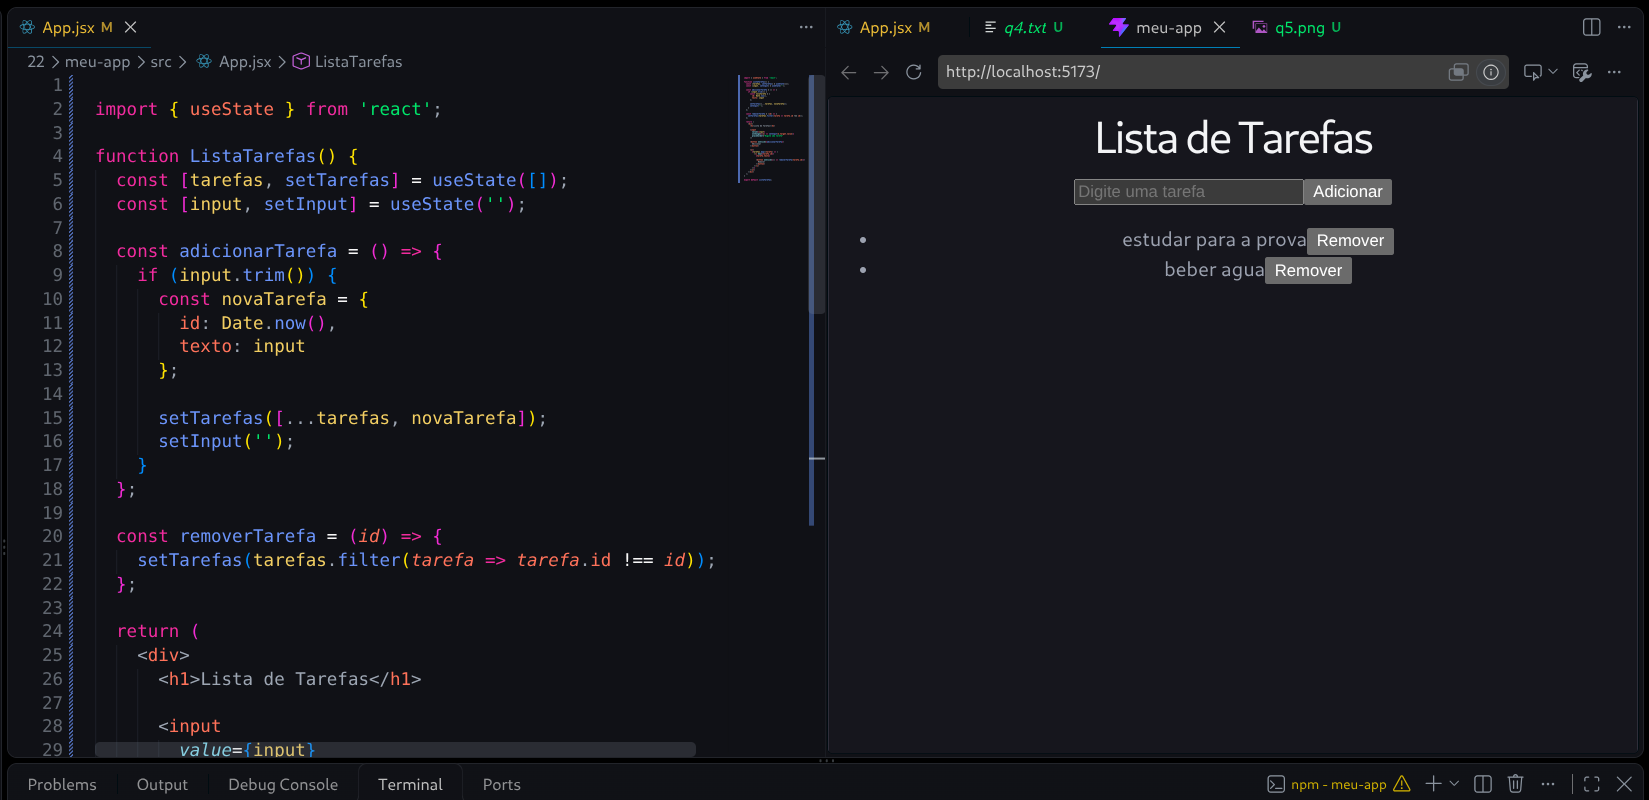 App.jsx M
22 > meu-app > src > App.jsx > ListaTarefas
1
2 import { useState } from 'react';
3
4 function ListaTarefas() {
5 const [tarefas, setTarefas] = useState([]);
6 const [input, setInput] = useState('');
7
8 const adicionarTarefa = () => {
9 if (input.trim()) {
10 const novaTarefa = {
11 id: Date.now(),
12 texto: input
13 };
14
15 setTarefas([...tarefas, novaTarefa]);
16 setInput('');
17 }
18 };
19
20 const removerTarefa = (id) => {
21 setTarefas(tarefas.filter(tarefa => tarefa.id !== id));
22 };
23
24 return (
25 <div>
26 <h1>Lista de Tarefas</h1>
27
28 <input
29 value={input}
App.jsx M q4.txt U meu-app q5.png U
http://localhost:5173/
Lista de Tarefas
Digite uma tarefa Adicionar
• estudar para a prova Remover
• beber agua Remover
Problems Output Debug Console Terminal Ports
npm - meu-app